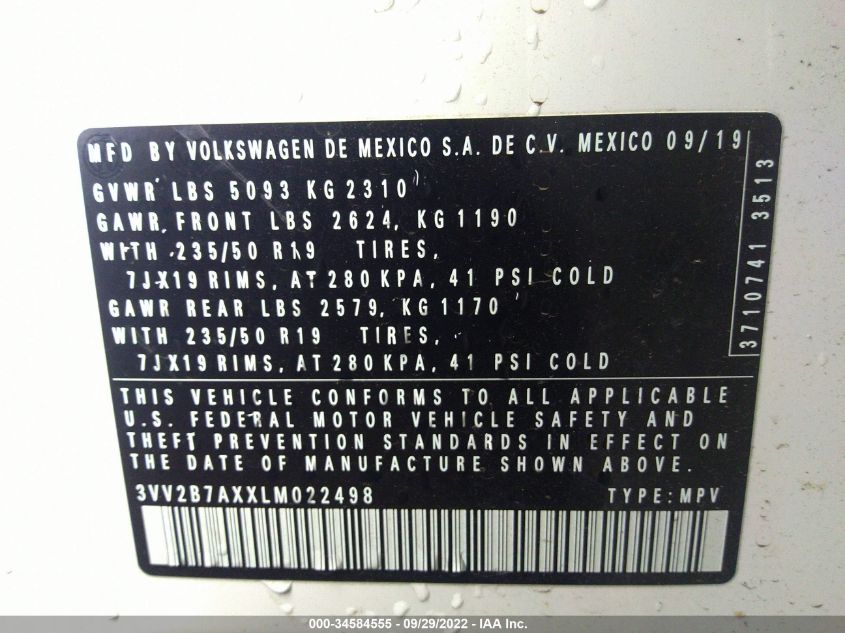 MFD BY VOLKSWAGEN DE MEXICO S.A. DE C.V. MEXICO 09/19
GVWR LBS 5093 KG 2310
GAWR FRONT LBS 2624, KG 1190
WITH 235/50 R19 TIRES,
7JX19 RIMS, AT 280 KPA, 41 PSI COLD
GAWR REAR LBS 2579, KG 1170
WITH 235/50 R19 TIRES,
7JX19 RIMS, AT 280 KPA, 41 PSI COLD
3710741 3513
THIS VEHICLE CONFORMS TO ALL APPLICABLE
U.S. FEDERAL MOTOR VEHICLE SAFETY AND
THEFT PREVENTION STANDARDS IN EFFECT ON
THE DATE OF MANUFACTURE SHOWN ABOVE.
3VV2B7AXXLM022498 TYPE: MPV
000-34584555 - 09/29/2022 - IAA Inc.